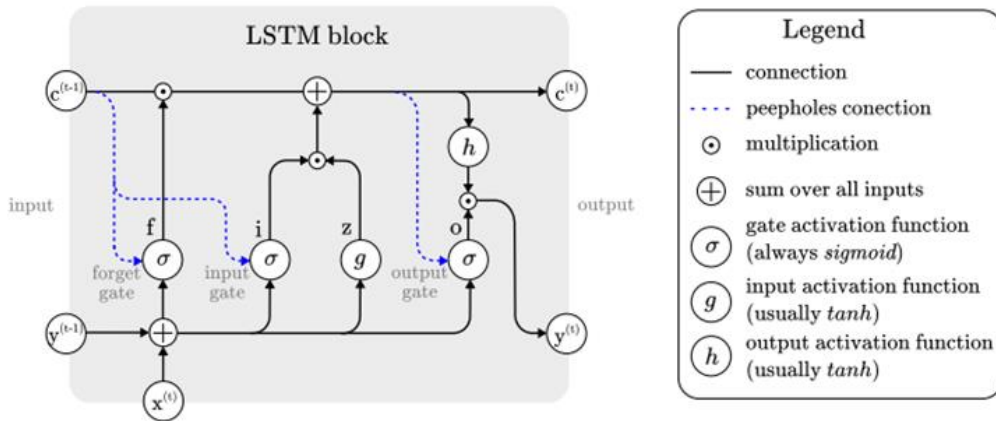 LSTM block
c(t-1)
c(t)
h
input
output
f
i
z
o
σ
σ
g
σ
forget
gate
input
gate
output
gate
y(t-1)
y(t)
x(t)
Legend
connection
peepholes conection
multiplication
sum over all inputs
σ
gate activation function
(always sigmoid)
g
input activation function
(usually tanh)
h
output activation function
(usually tanh)